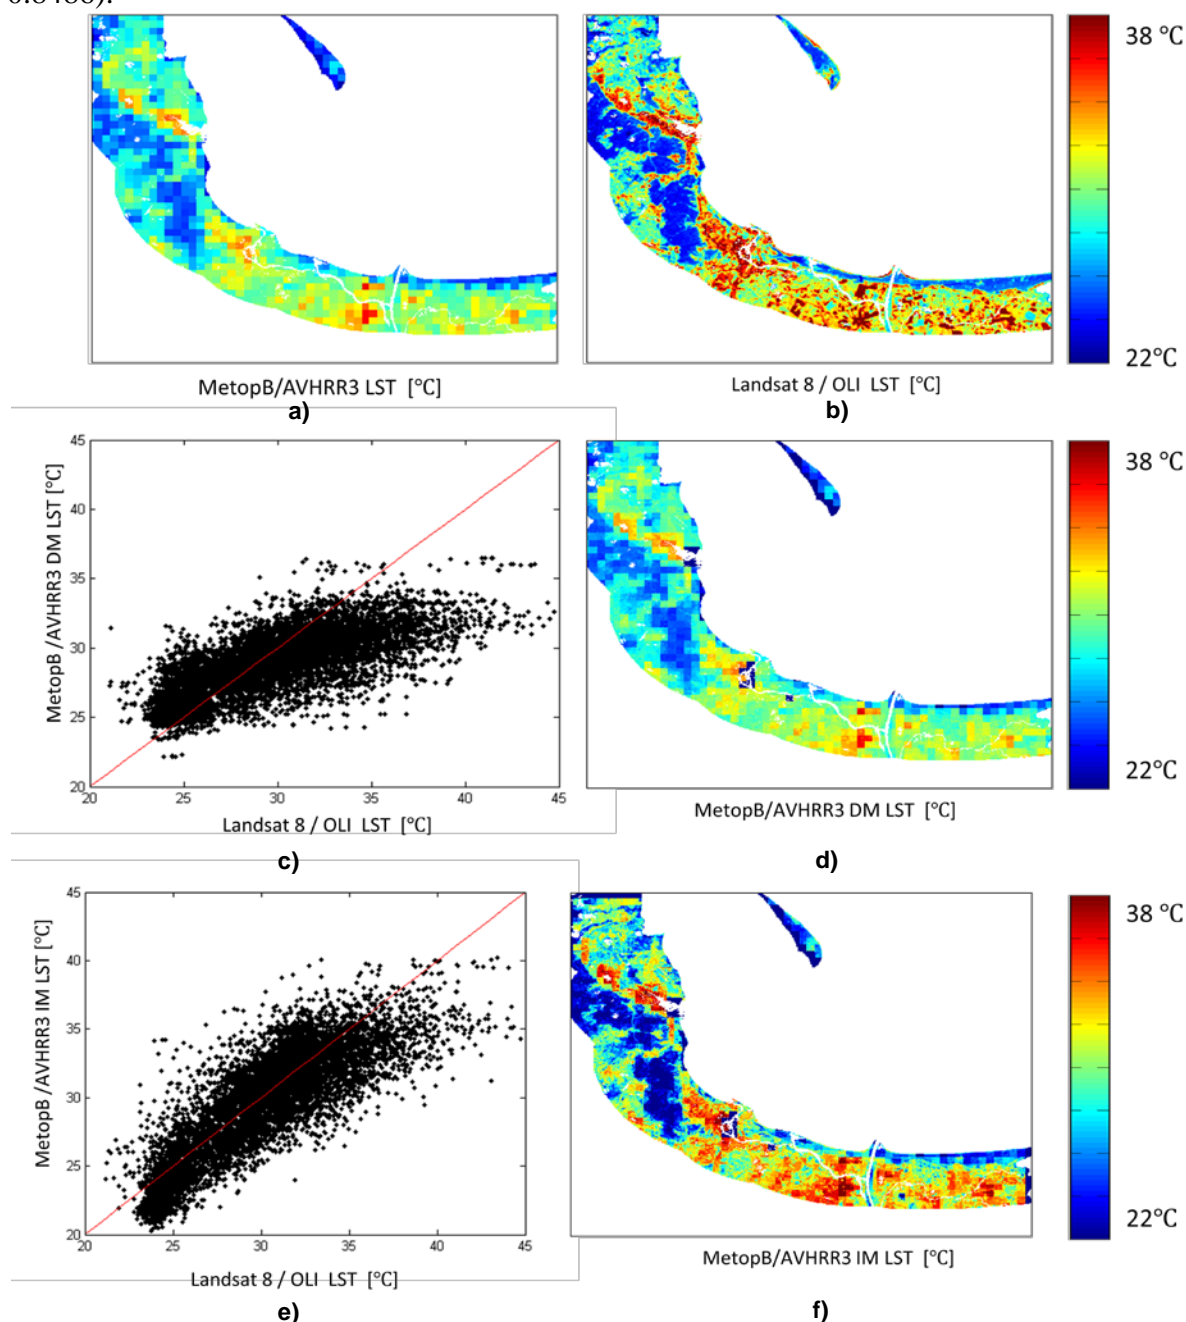 0.8486).
38 °C
22°C
MetopB/AVHRR3 LST [°C]
a)
Landsat 8 / OLI LST [°C]
b)
45
40
35
30
25
20
20 25 30 35 40 45
MetopB /AVHRR3 DM LST [°C]
Landsat 8 / OLI LST [°C]
c)
38 °C
22°C
MetopB/AVHRR3 DM LST [°C]
d)
45
40
35
30
25
20
20 25 30 35 40 45
MetopB /AVHRR3 IM LST [°C]
Landsat 8 / OLI LST [°C]
e)
38 °C
22°C
MetopB/AVHRR3 IM LST [°C]
f)